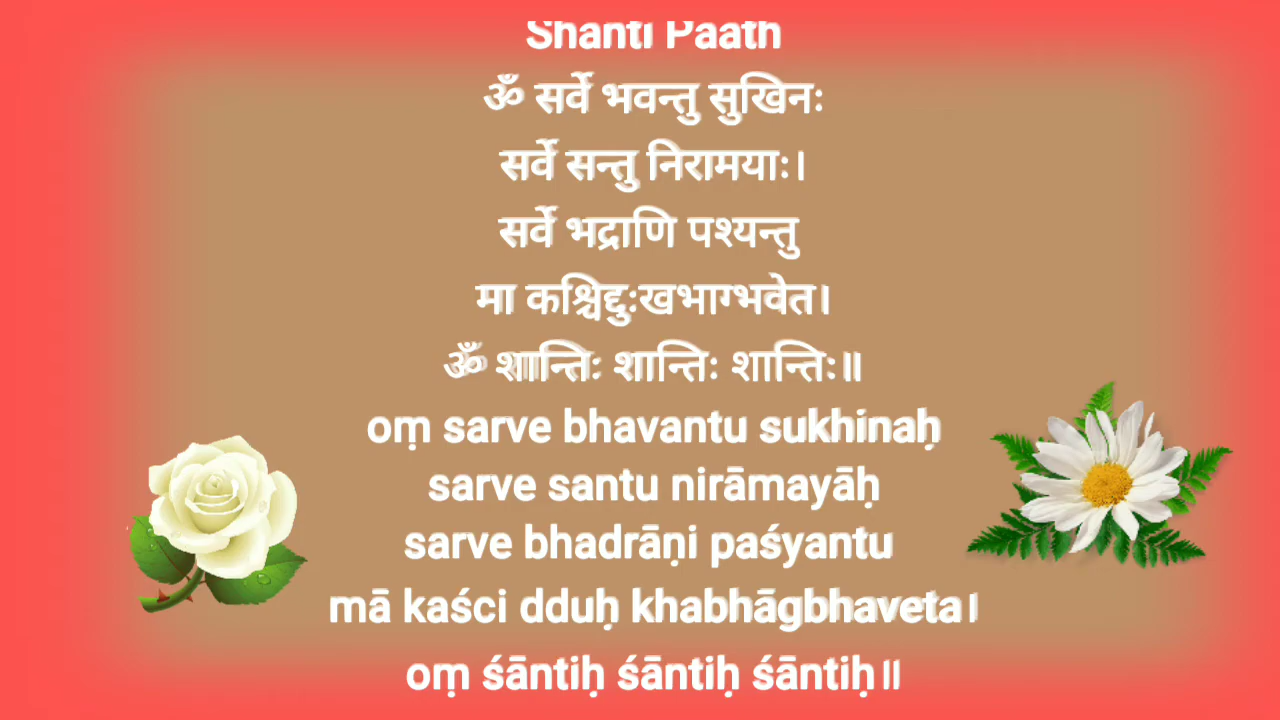 Shanti Paath
ॐ सर्वे भवन्तु सुखिनः
सर्वे सन्तु निरामयाः।
सर्वे भद्राणि पश्यन्तु
मा कश्चिद्दुःखभाग्भवेत।
ॐ शान्तिः शान्तिः शान्तिः॥
oṃ sarve bhavantu sukhinaḥ
sarve santu nirāmayāḥ
sarve bhadrāṇi paśyantu
mā kaści dduḥ khabhāgbhaveta।
oṃ śāntiḥ śāntiḥ śāntiḥ॥